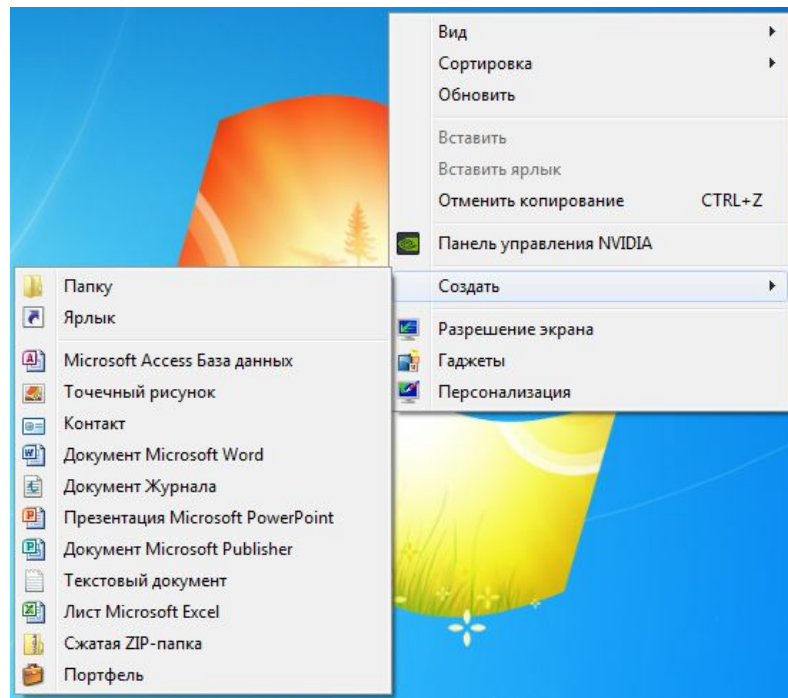 Вид
Сортировка
Обновить
Вставить
Вставить ярлык
Отменить копирование CTRL+Z
Панель управления NVIDIA
Создать
Разрешение экрана
Гаджеты
Персонализация
Папку
Ярлык
Microsoft Access База данных
Точечный рисунок
Контакт
Документ Microsoft Word
Документ Журнала
Презентация Microsoft PowerPoint
Документ Microsoft Publisher
Текстовый документ
Лист Microsoft Excel
Сжатая ZIP-папка
Портфель